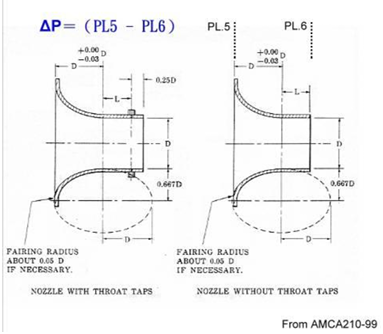 ΔP= (PL5 - PL6)
PL.5
PL.6
+0.00 D
-0.03
D
0.25D
L
D
0.667D
D
FAIRING RADIUS
ABOUT 0.05 D
IF NECESSARY.
NOZZLE WITH THROAT TAPS
+0.00 D
-0.03
D
L
D
0.667D
D
FAIRING RADIUS
ABOUT 0.05 D
IF NECESSARY.
NOZZLE WITHOUT THROAT TAPS
From AMCA210-99